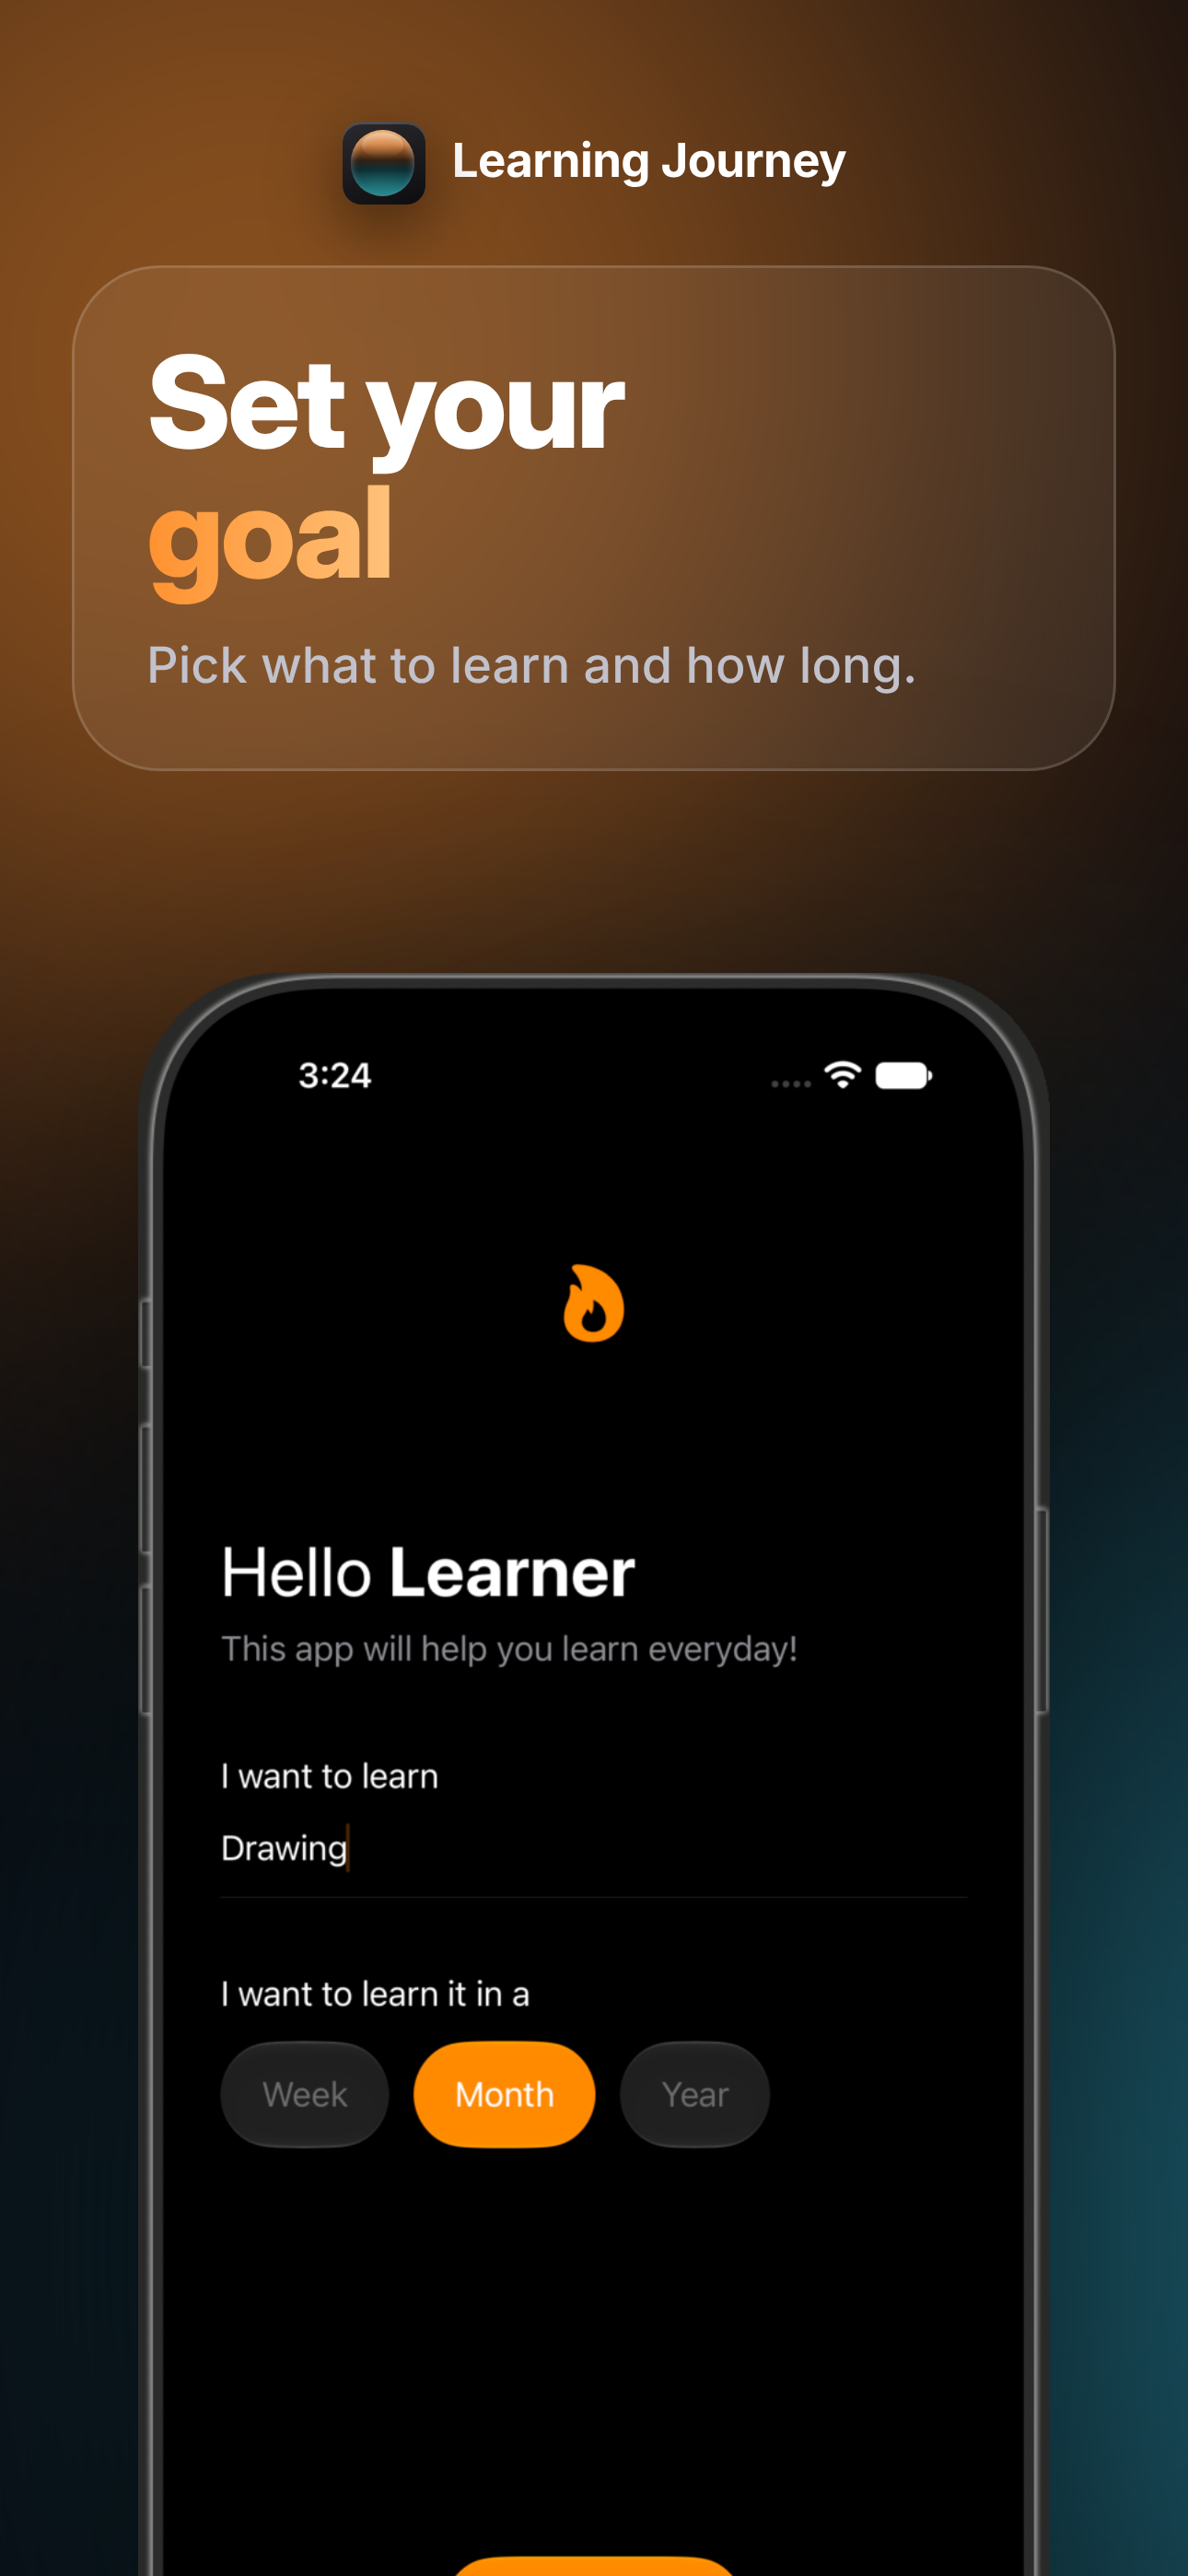 Learning Journey
Set your
goal
Pick what to learn and how long.
3:24
Hello Learner
This app will help you learn everyday!
I want to learn
Drawing
I want to learn it in a
Week Month Year